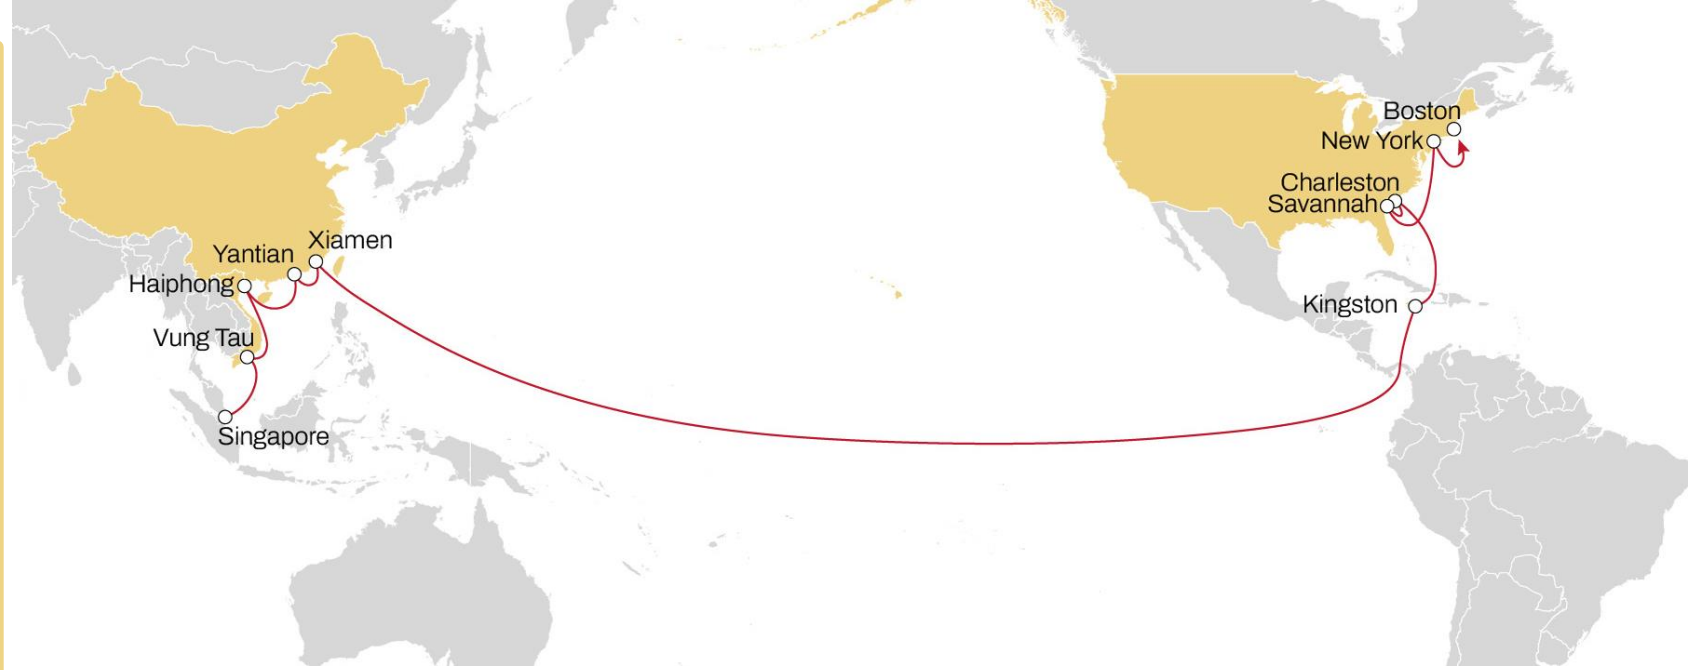 Boston
New York
Charleston
Savannah
Xiamen
Yantian
Haiphong
Kingston
Vung Tau
Singapore